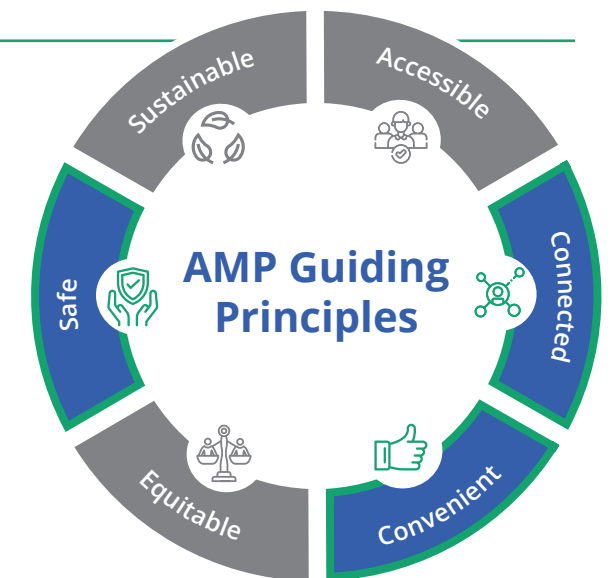 Sustainable
Accessible
Safe
AMP Guiding
Principles
Connected
Equitable
Convenient